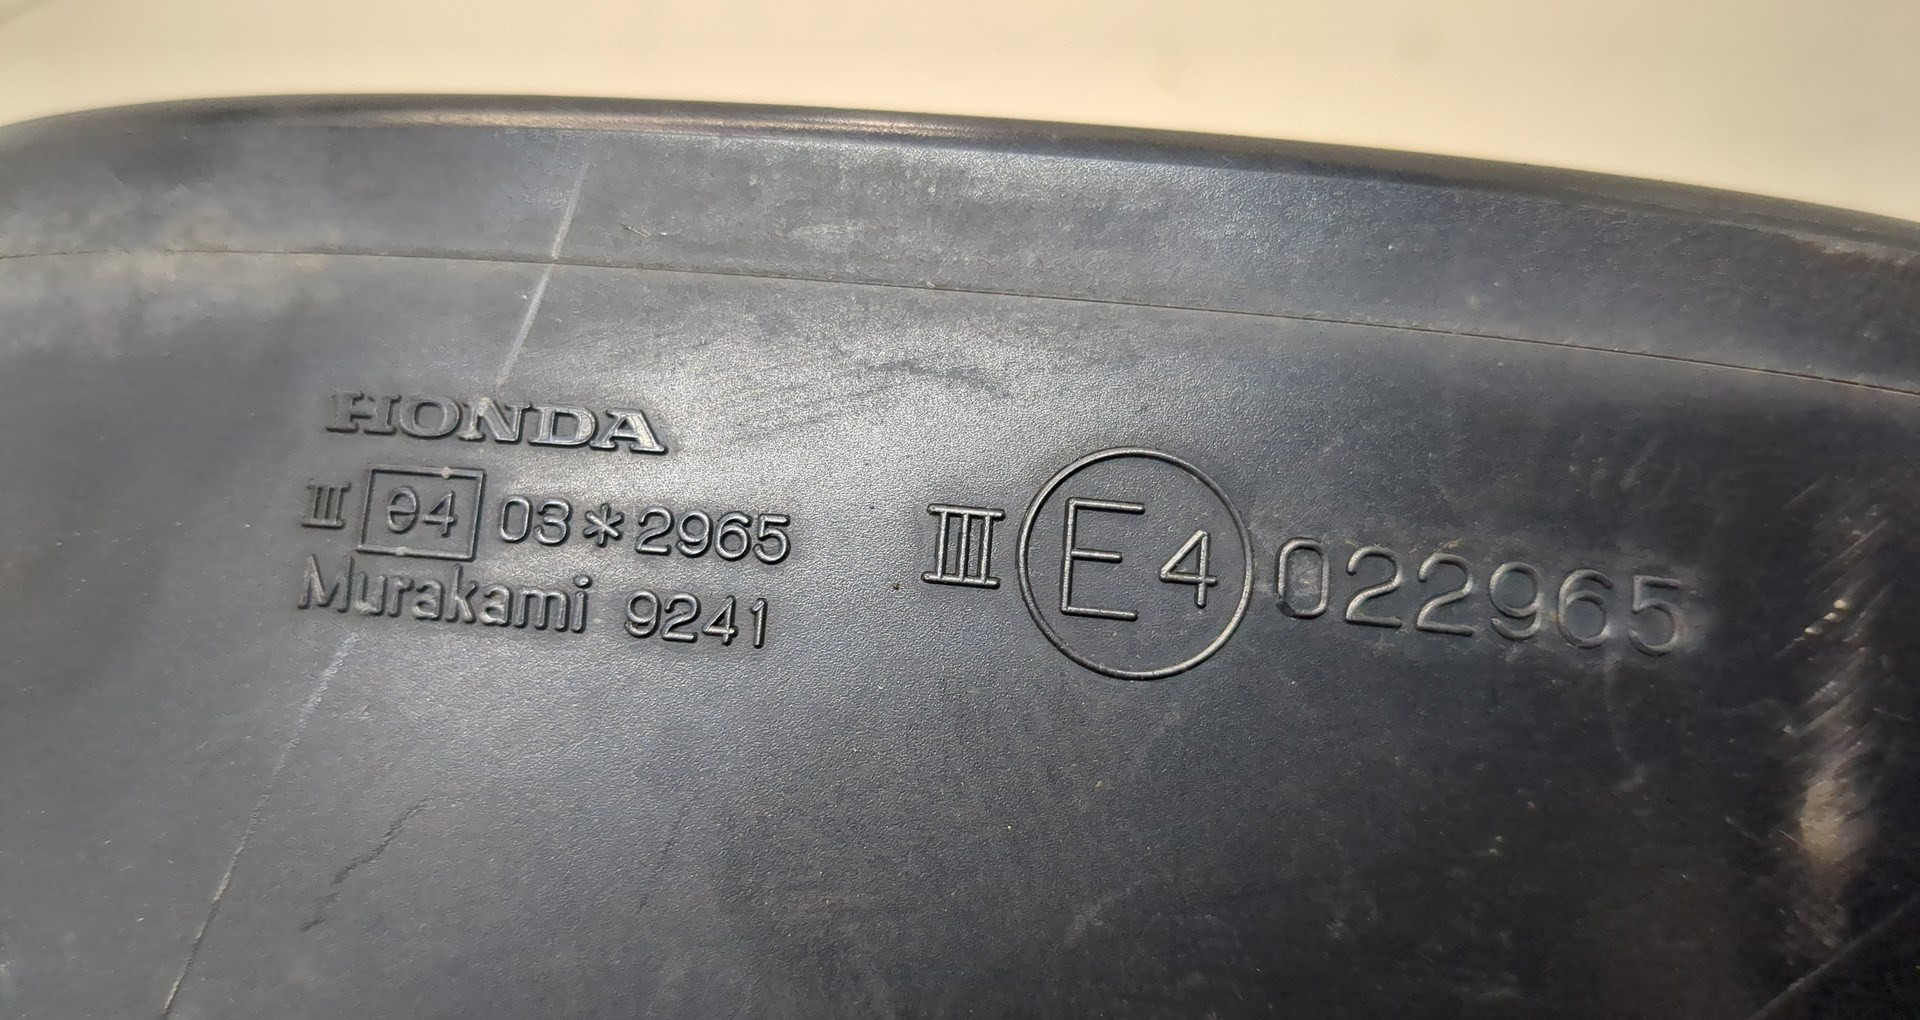 HONDA
III e4 03*2965
Murakami 9241
III E4 022965